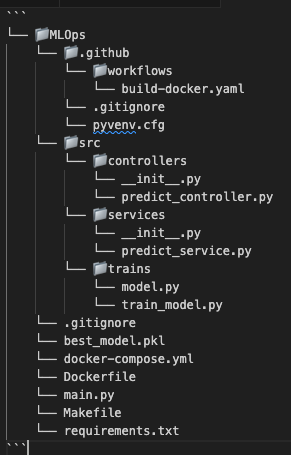 ```
└── 📁MLOps
    └── 📁.github
        └── 📁workflows
            └── build-docker.yaml
        └── .gitignore
        └── pyvenv.cfg
    └── 📁src
        └── 📁controllers
            └── __init__.py
            └── predict_controller.py
        └── 📁services
            └── __init__.py
            └── predict_service.py
        └── 📁trains
            └── model.py
            └── train_model.py
    └── .gitignore
    └── best_model.pkl
    └── docker-compose.yml
    └── Dockerfile
    └── main.py
    └── Makefile
    └── requirements.txt
```